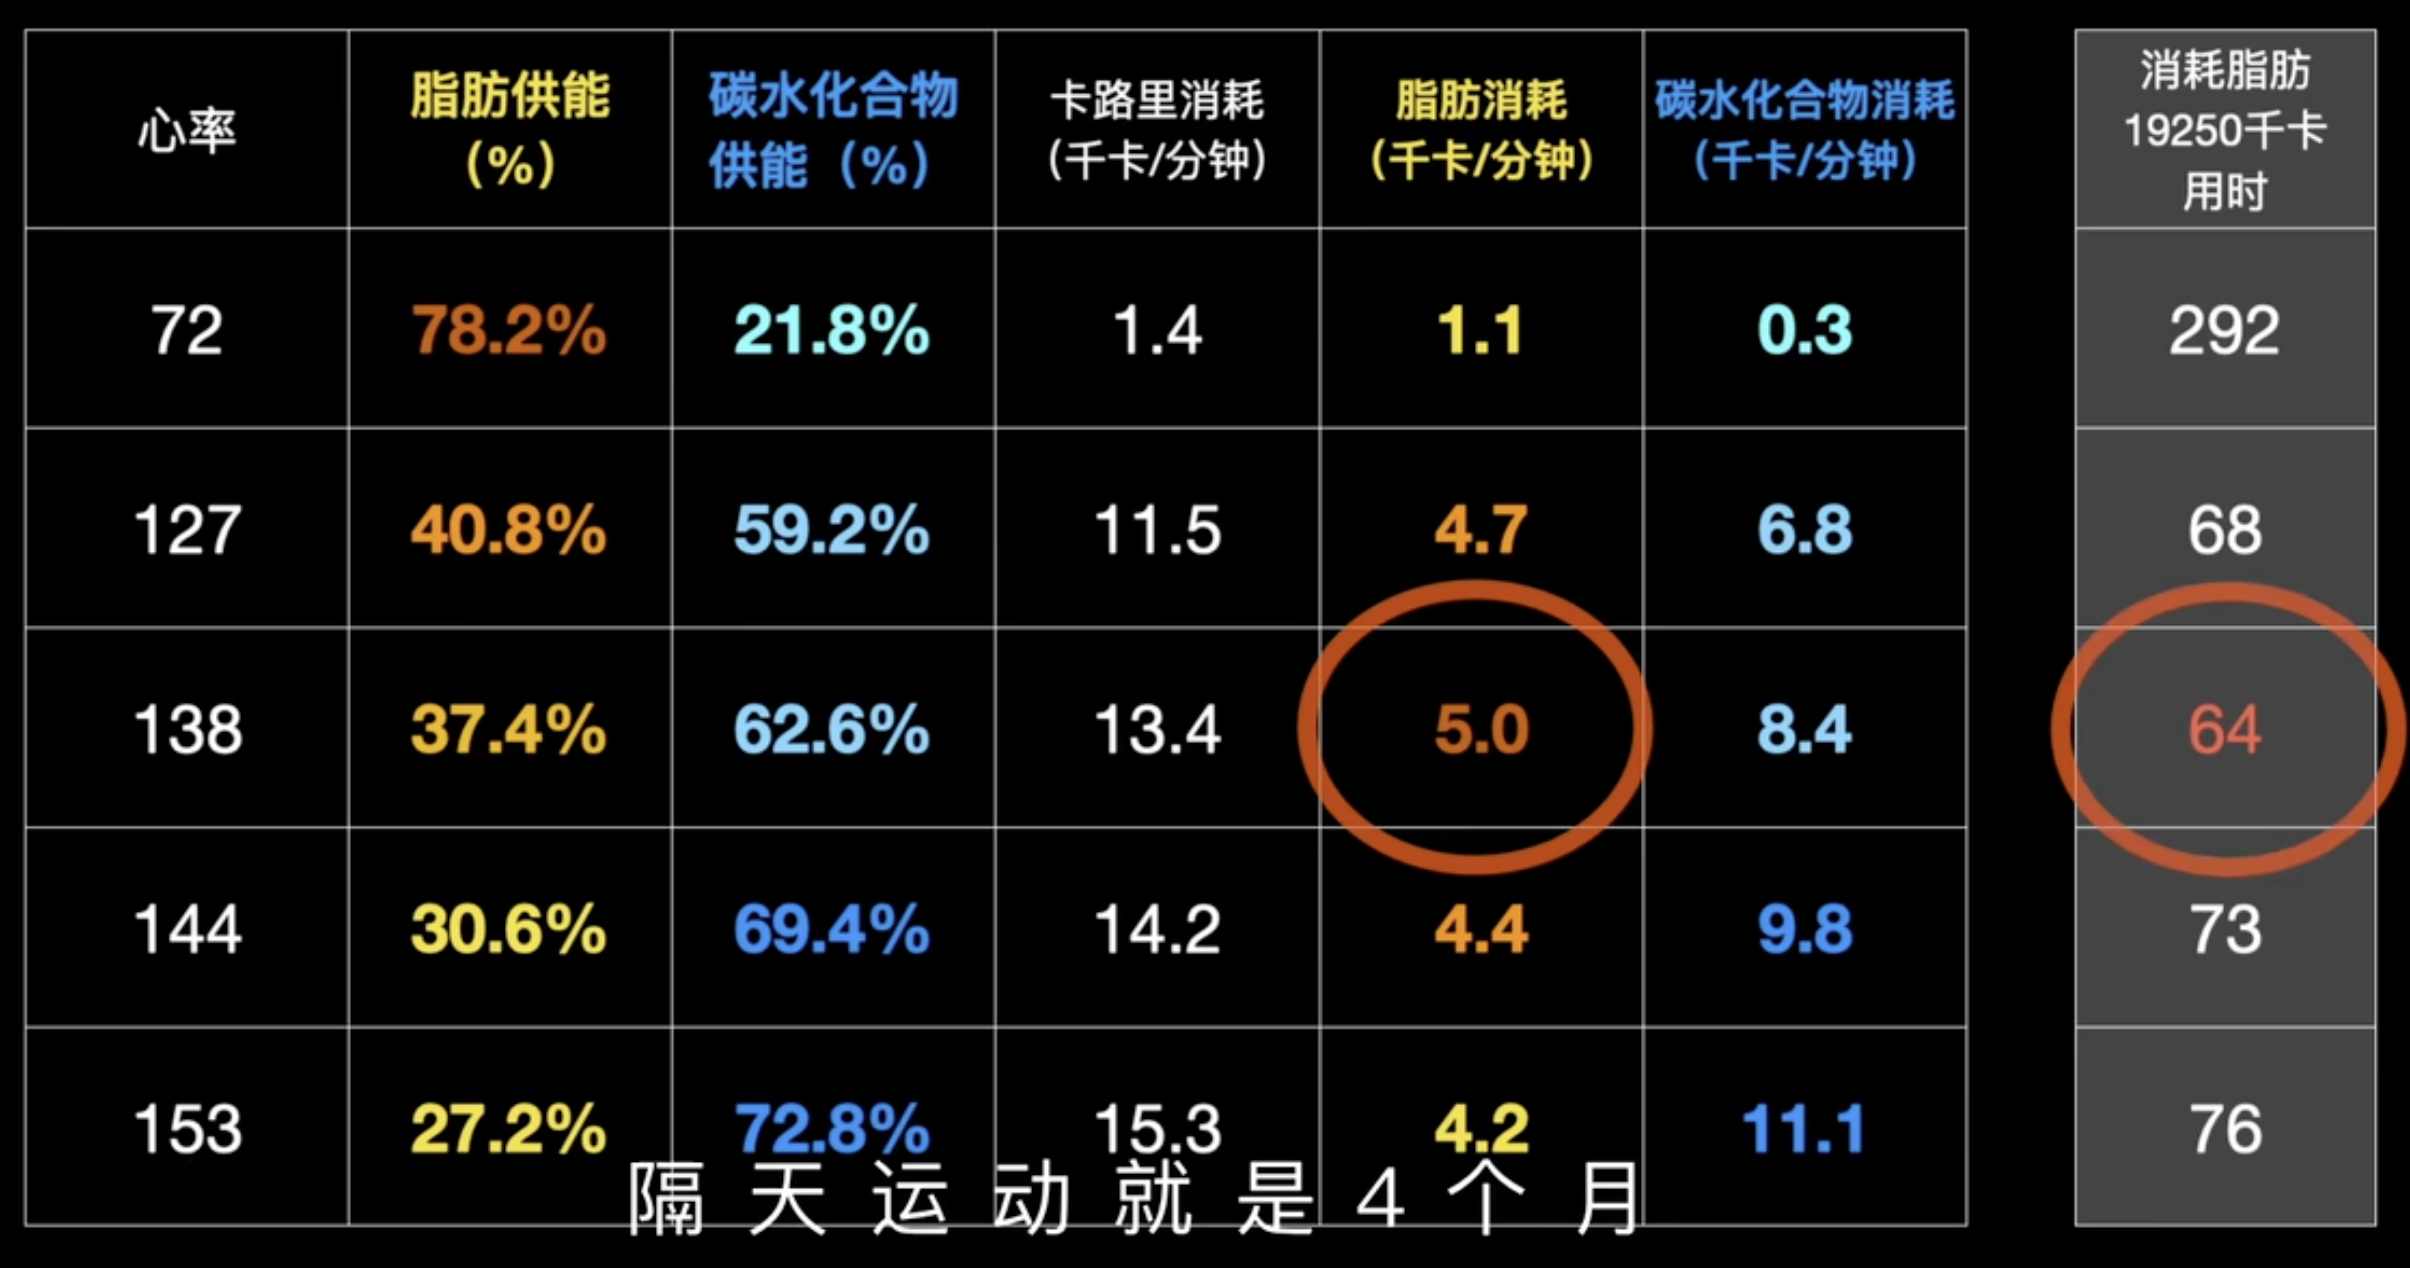 心率
脂肪供能
(%)
碳水化合物
供能（%）
卡路里消耗
(千卡/分钟)
脂肪消耗
(千卡/分钟)
碳水化合物消耗
(千卡/分钟)
消耗脂肪
19250千卡
用时
72 78.2% 21.8% 1.4 1.1 0.3 292
127 40.8% 59.2% 11.5 4.7 6.8 68
138 37.4% 62.6% 13.4 5.0 8.4 64
144 30.6% 69.4% 14.2 4.4 9.8 73
153 27.2% 72.8% 15.3 4.2 11.1 76
隔天运动就是4个月